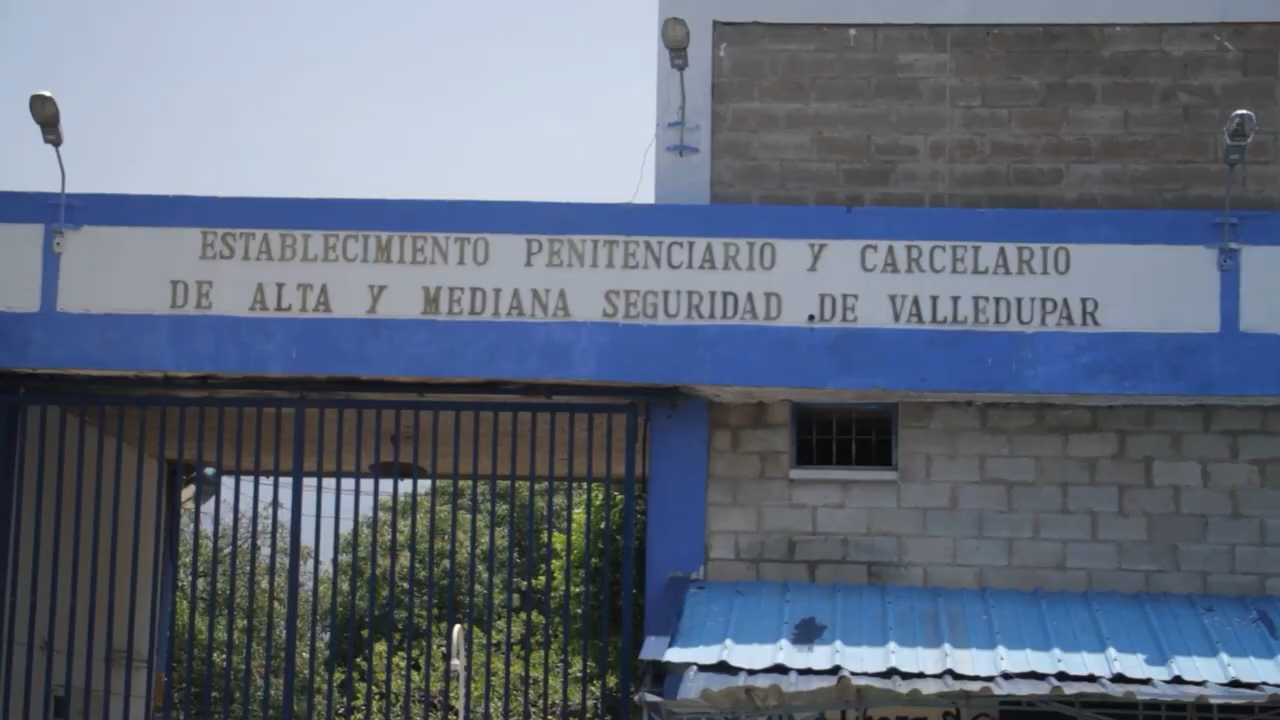 ESTABLECIMIENTO PENITENCIARIO Y CARCELARIO
DE ALTA Y MEDIANA SEGURIDAD DE VALLEDUPAR